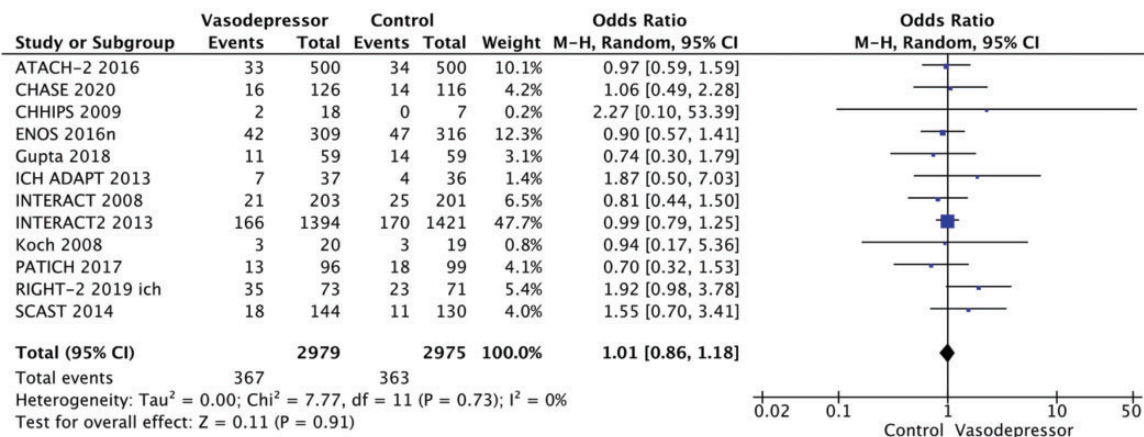 Vasodepressor Control Odds Ratio Odds Ratio
Study or Subgroup Events Total Events Total Weight M-H, Random, 95% CI M-H, Random, 95% CI
ATACH-2 2016 33 500 34 500 10.1% 0.97 [0.59, 1.59]
CHASE 2020 16 126 14 116 4.2% 1.06 [0.49, 2.28]
CHHIPS 2009 2 18 0 7 0.2% 2.27 [0.10, 53.39]
ENOS 2016n 42 309 47 316 12.3% 0.90 [0.57, 1.41]
Gupta 2018 11 59 14 59 3.1% 0.74 [0.30, 1.79]
ICH ADAPT 2013 7 37 4 36 1.4% 1.87 [0.50, 7.03]
INTERACT 2008 21 203 25 201 6.5% 0.81 [0.44, 1.50]
INTERACT2 2013 166 1394 170 1421 47.7% 0.99 [0.79, 1.25]
Koch 2008 3 20 3 19 0.8% 0.94 [0.17, 5.36]
PATICH 2017 13 96 18 99 4.1% 0.70 [0.32, 1.53]
RIGHT-2 2019 ich 35 73 23 71 5.4% 1.92 [0.98, 3.78]
SCAST 2014 18 144 11 130 4.0% 1.55 [0.70, 3.41]
Total (95% CI) 2979 2975 100.0% 1.01 [0.86, 1.18]
Total events 367 363
Heterogeneity: Tau² = 0.00; Chi² = 7.77, df = 11 (P = 0.73); I² = 0%
Test for overall effect: Z = 0.11 (P = 0.91)
0.02 0.1 1 10 50
Control Vasodepressor